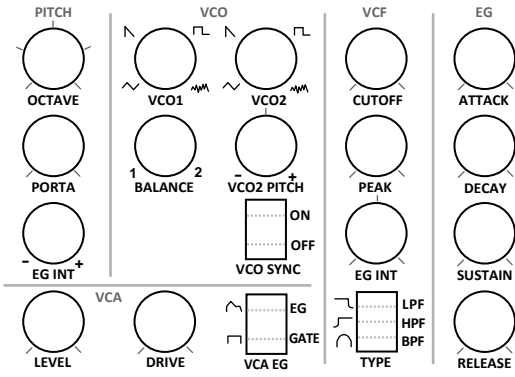 PITCH VCO VCF EG
OCTAVE VCO1 VCO2 CUTOFF ATTACK
1 2 - +
PORTA BALANCE VCO2 PITCH PEAK DECAY
ON
- + OFF
EG INT VCO SYNC EG INT SUSTAIN
VCA EG LPF
HPF
GATE BPF
LEVEL DRIVE VCA EG TYPE RELEASE